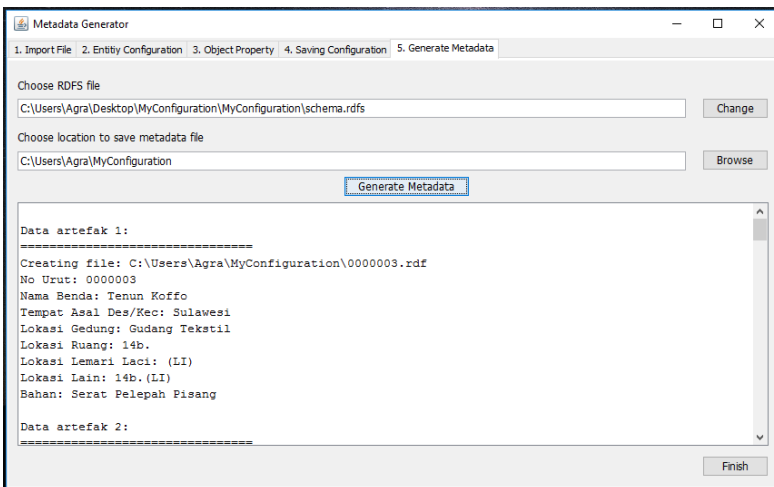 Metadata Generator
1. Import File 2. Entitiy Configuration 3. Object Property 4. Saving Configuration 5. Generate Metadata
Choose RDFS file
C:\Users\Agra\Desktop\MyConfiguration\MyConfiguration\schema.rdfs Change
Choose location to save metadata file
C:\Users\Agra\MyConfiguration Browse
Generate Metadata
Data artefak 1:
================================
Creating file: C:\Users\Agra\MyConfiguration\0000003.rdf
No Urut: 0000003
Nama Benda: Tenun Koffo
Tempat Asal Des/Kec: Sulawesi
Lokasi Gedung: Gudang Tekstil
Lokasi Ruang: 14b.
Lokasi Lemari Laci: (LI)
Lokasi Lain: 14b.(LI)
Bahan: Serat Pelepah Pisang
Data artefak 2:
================================
Finish